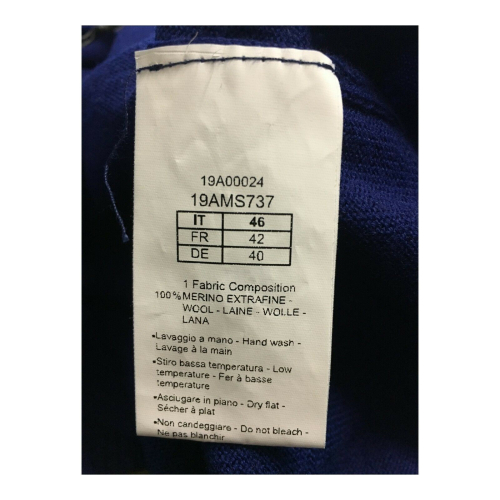 19A00024
19AMS737
IT 46
FR 42
DE 40
1 Fabric Composition
100%MERINO EXTRAFINE -
WOOL - LAINE - WOLLE -
LANA
•Lavaggio a mano - Hand wash -
Lavage à la main
•Stiro bassa temperatura - Low
temperature - Fer à basse
temperature
•Asciugare in piano - Dry flat -
Sécher à plat
•Non candeggiare - Do not bleach -
Ne pas blanchir